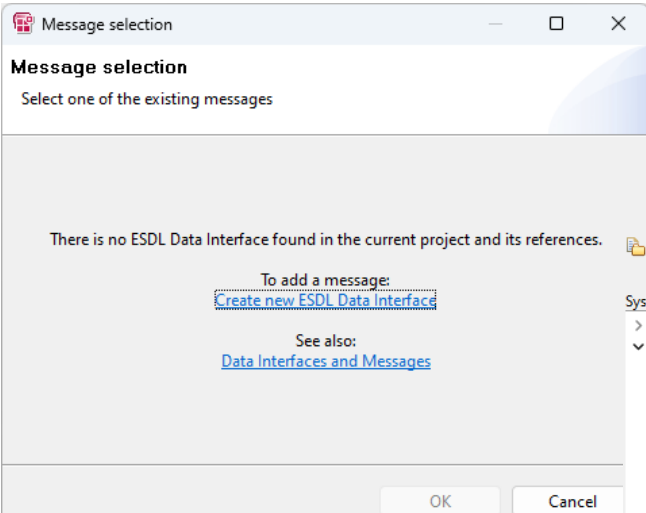 Message selection
Message selection
Select one of the existing messages
There is no ESDL Data Interface found in the current project and its references.
To add a message:
Create new ESDL Data Interface
Sys
See also:
Data Interfaces and Messages
OK
Cancel